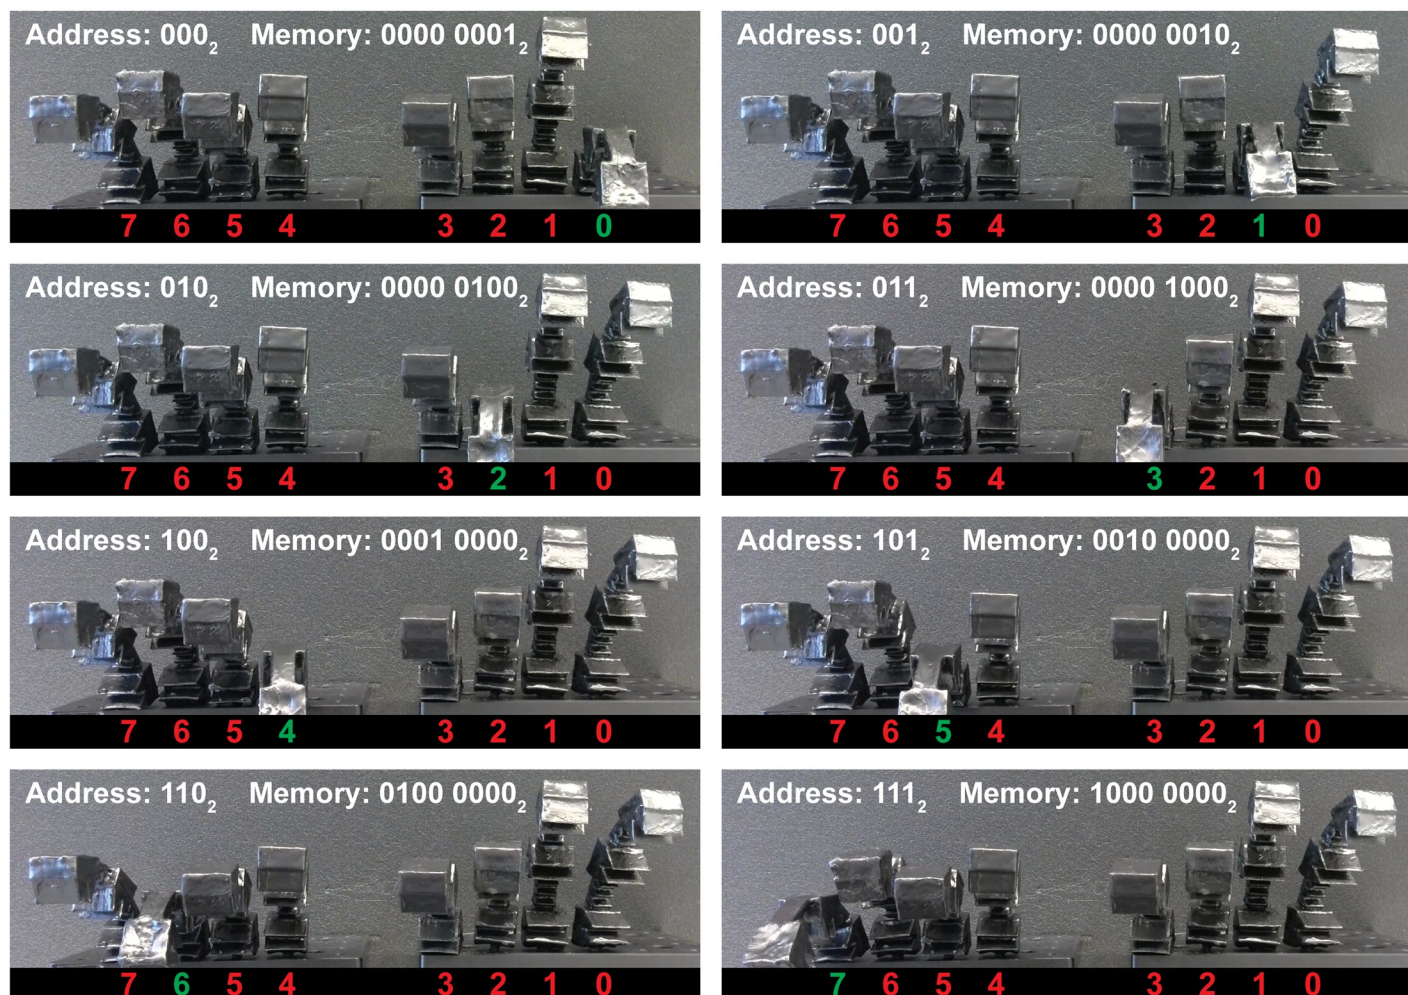 Address: 000₂ Memory: 0000 0001₂
7 6 5 4 3 2 1 0
Address: 001₂ Memory: 0000 0010₂
7 6 5 4 3 2 1 0
Address: 010₂ Memory: 0000 0100₂
7 6 5 4 3 2 1 0
Address: 011₂ Memory: 0000 1000₂
7 6 5 4 3 2 1 0
Address: 100₂ Memory: 0001 0000₂
7 6 5 4 3 2 1 0
Address: 101₂ Memory: 0010 0000₂
7 6 5 4 3 2 1 0
Address: 110₂ Memory: 0100 0000₂
7 6 5 4 3 2 1 0
Address: 111₂ Memory: 1000 0000₂
7 6 5 4 3 2 1 0